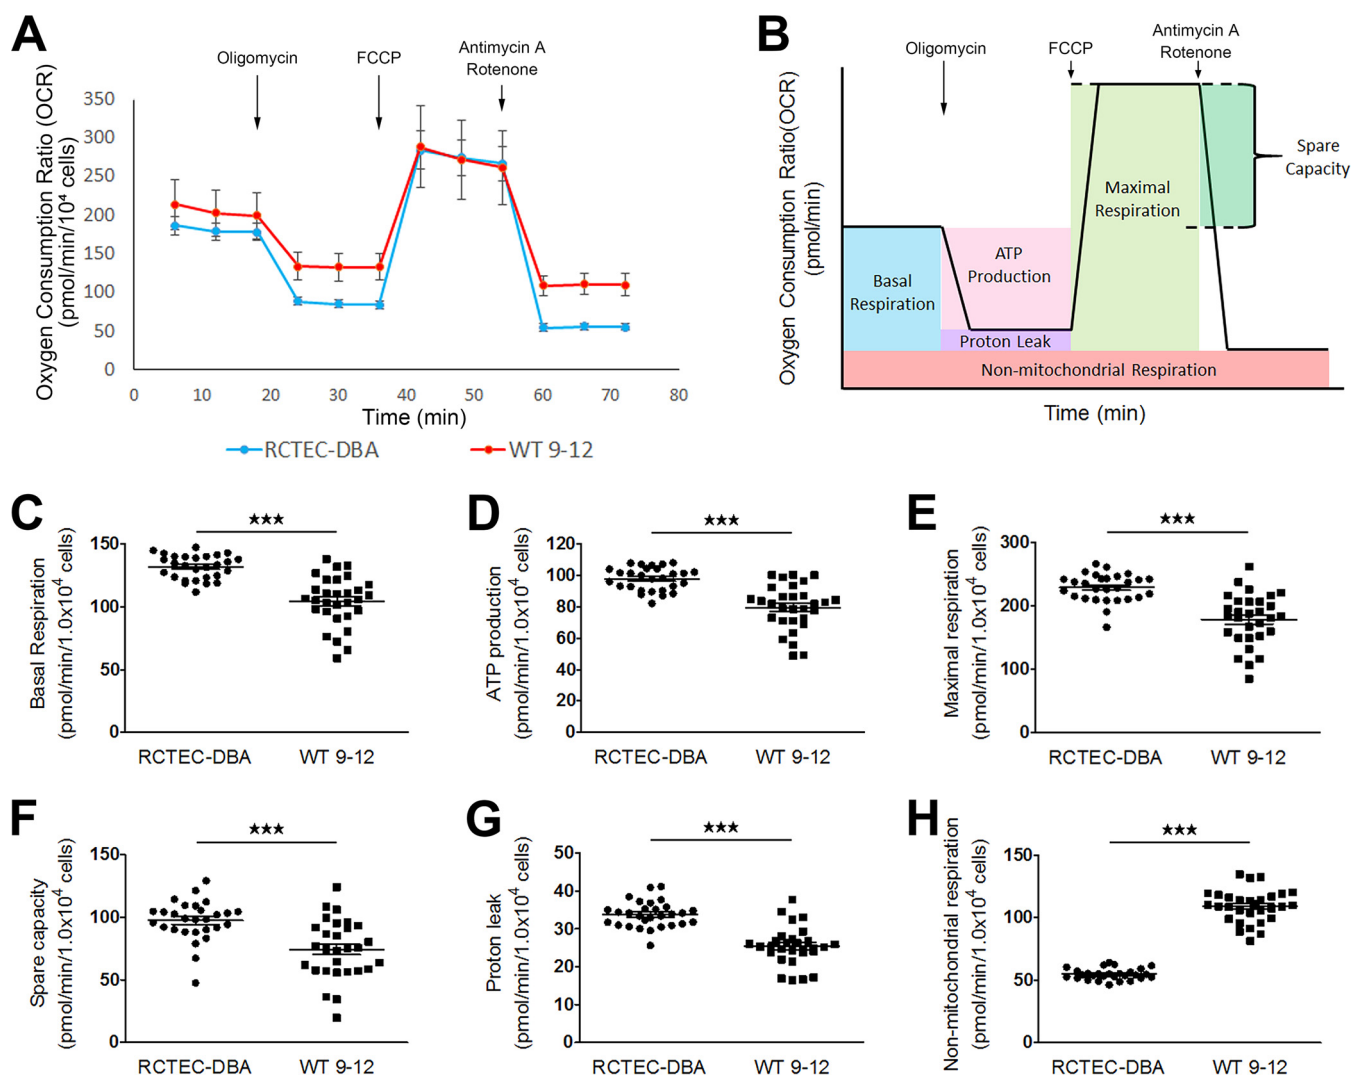 A
Oligomycin
FCCP
Antimycin A
Rotenone
Oxygen Consumption Ratio (OCR)
(pmol/min/10⁴ cells)
350
300
250
200
150
100
50
0
0 10 20 30 40 50 60 70 80
Time (min)
RCTEC-DBA WT 9-12
B
Oligomycin
FCCP
Antimycin A
Rotenone
Oxygen Consumption Ratio(OCR)
(pmol/min)
Spare
Capacity
Maximal
Respiration
ATP
Production
Basal
Respiration
Proton Leak
Non-mitochondrial Respiration
Time (min)
C
★★★
Basal Respiration
(pmol/min/1.0x10⁴ cells)
150
100
50
0
RCTEC-DBA WT 9-12
D
★★★
ATP production
(pmol/min/1.0x10⁴ cells)
120
100
80
60
40
20
0
RCTEC-DBA WT 9-12
E
★★★
Maximal respiration
(pmol/min/1.0x10⁴ cells)
300
200
100
0
RCTEC-DBA WT 9-12
F
★★★
Spare capacity
(pmol/min/1.0x10⁴ cells)
150
100
50
0
RCTEC-DBA WT 9-12
G
★★★
Proton leak
(pmol/min/1.0x10⁴ cells)
50
40
30
20
10
0
RCTEC-DBA WT 9-12
H
★★★
Non-mitochondrial respiration
(pmol/min/1.0x10⁴ cells)
150
100
50
0
RCTEC-DBA WT 9-12